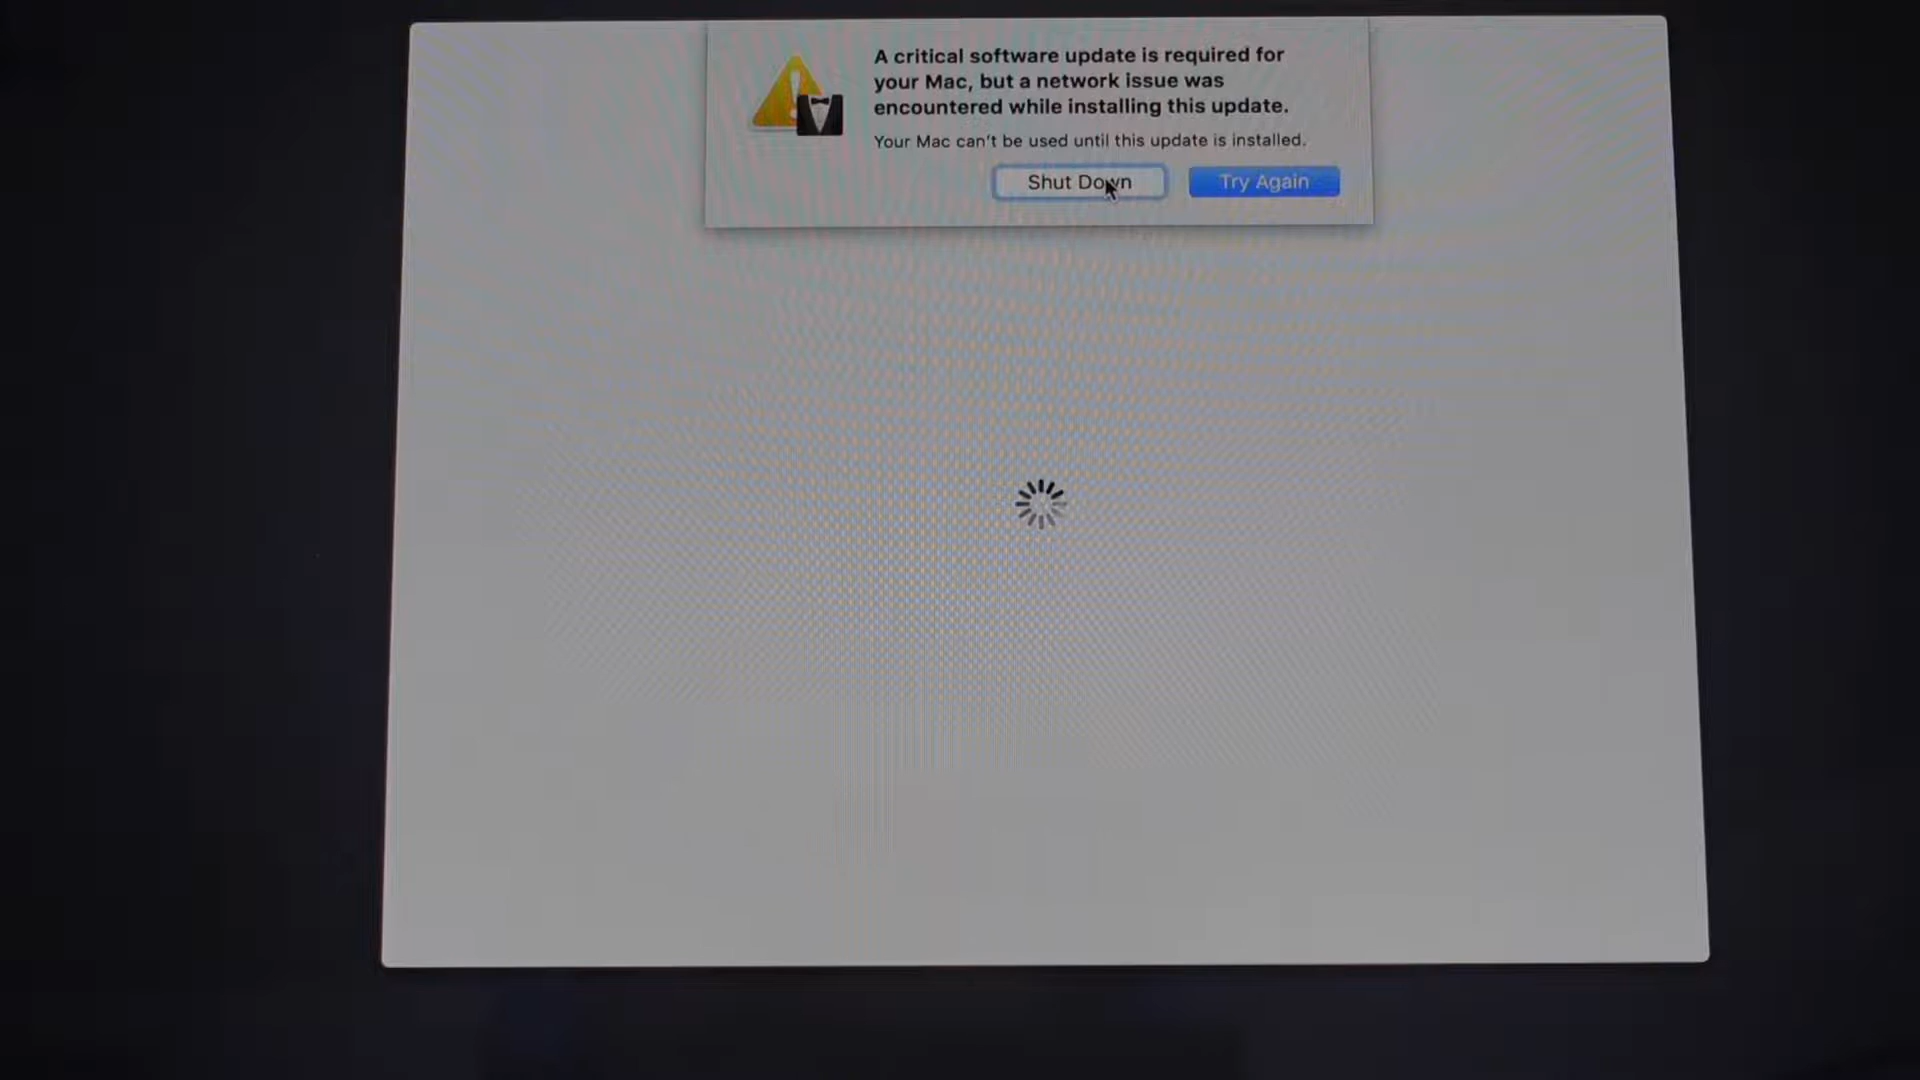 A critical software update is required for
your Mac, but a network issue was
encountered while installing this update.
Your Mac can't be used until this update is installed.
Shut Down
Try Again